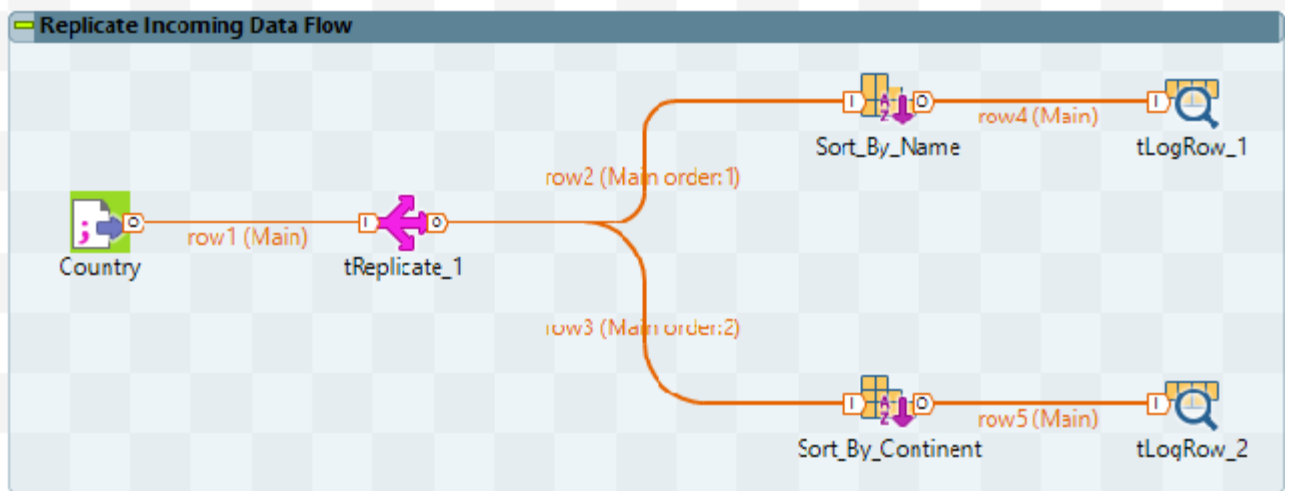 Replicate Incoming Data Flow
Sort_By_Name
row4 (Main)
tLogRow_1
row2 (Main order:1)
Country
row1 (Main)
tReplicate_1
row3 (Main order:2)
Sort_By_Continent
row5 (Main)
tLogRow_2